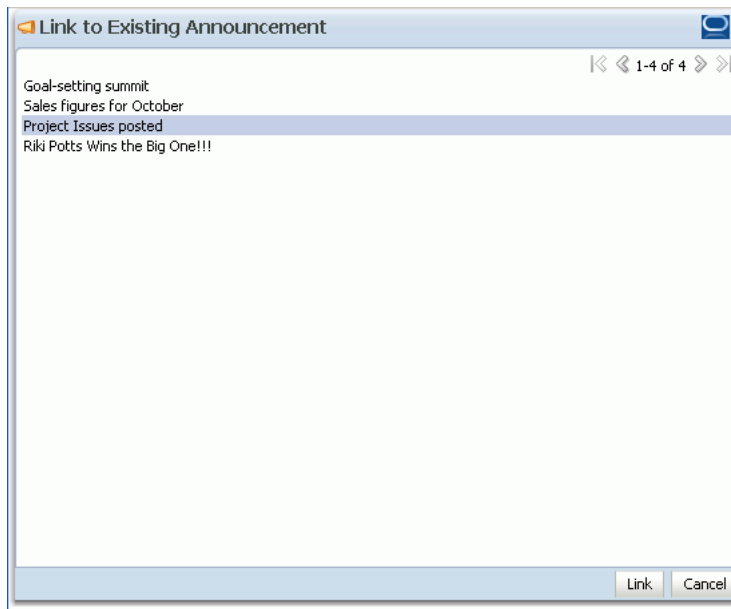 Link to Existing Announcement
1-4 of 4
Goal-setting summit
Sales figures for October
Project Issues posted
Riki Potts Wins the Big One!!!
Link
Cancel